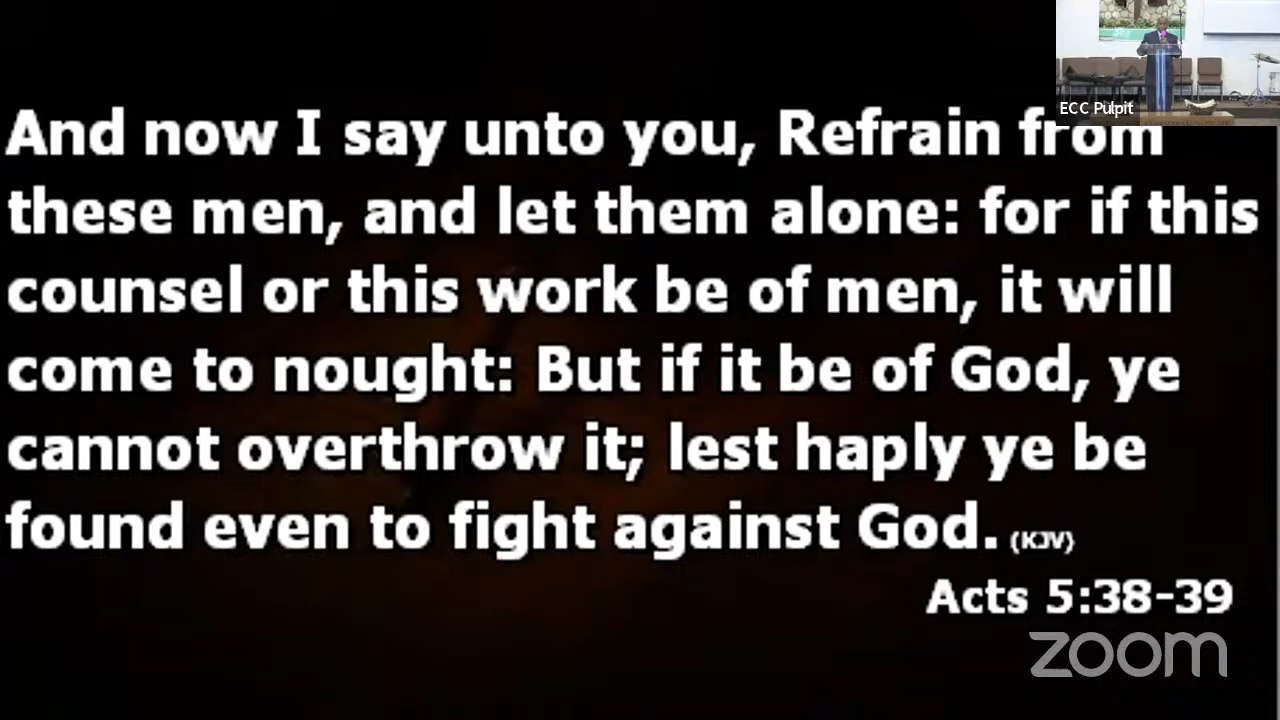 ECC Pulpit
And now I say unto you, Refrain from
these men, and let them alone: for if this
counsel or this work be of men, it will
come to nought: But if it be of God, ye
cannot overthrow it; lest haply ye be
found even to fight against God. (KJV)
Acts 5:38-39
zoom